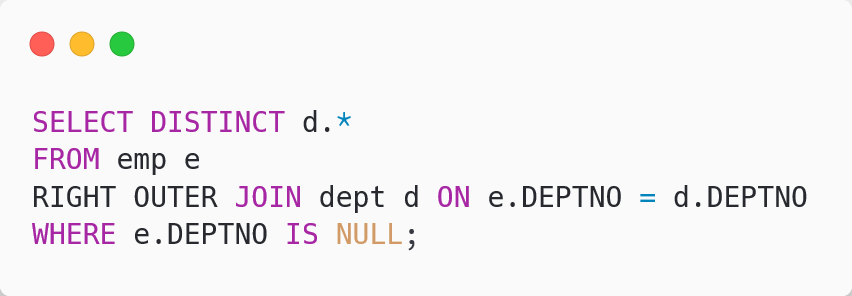 SELECT DISTINCT d.*
FROM emp e
RIGHT OUTER JOIN dept d ON e.DEPTNO = d.DEPTNO
WHERE e.DEPTNO IS NULL;